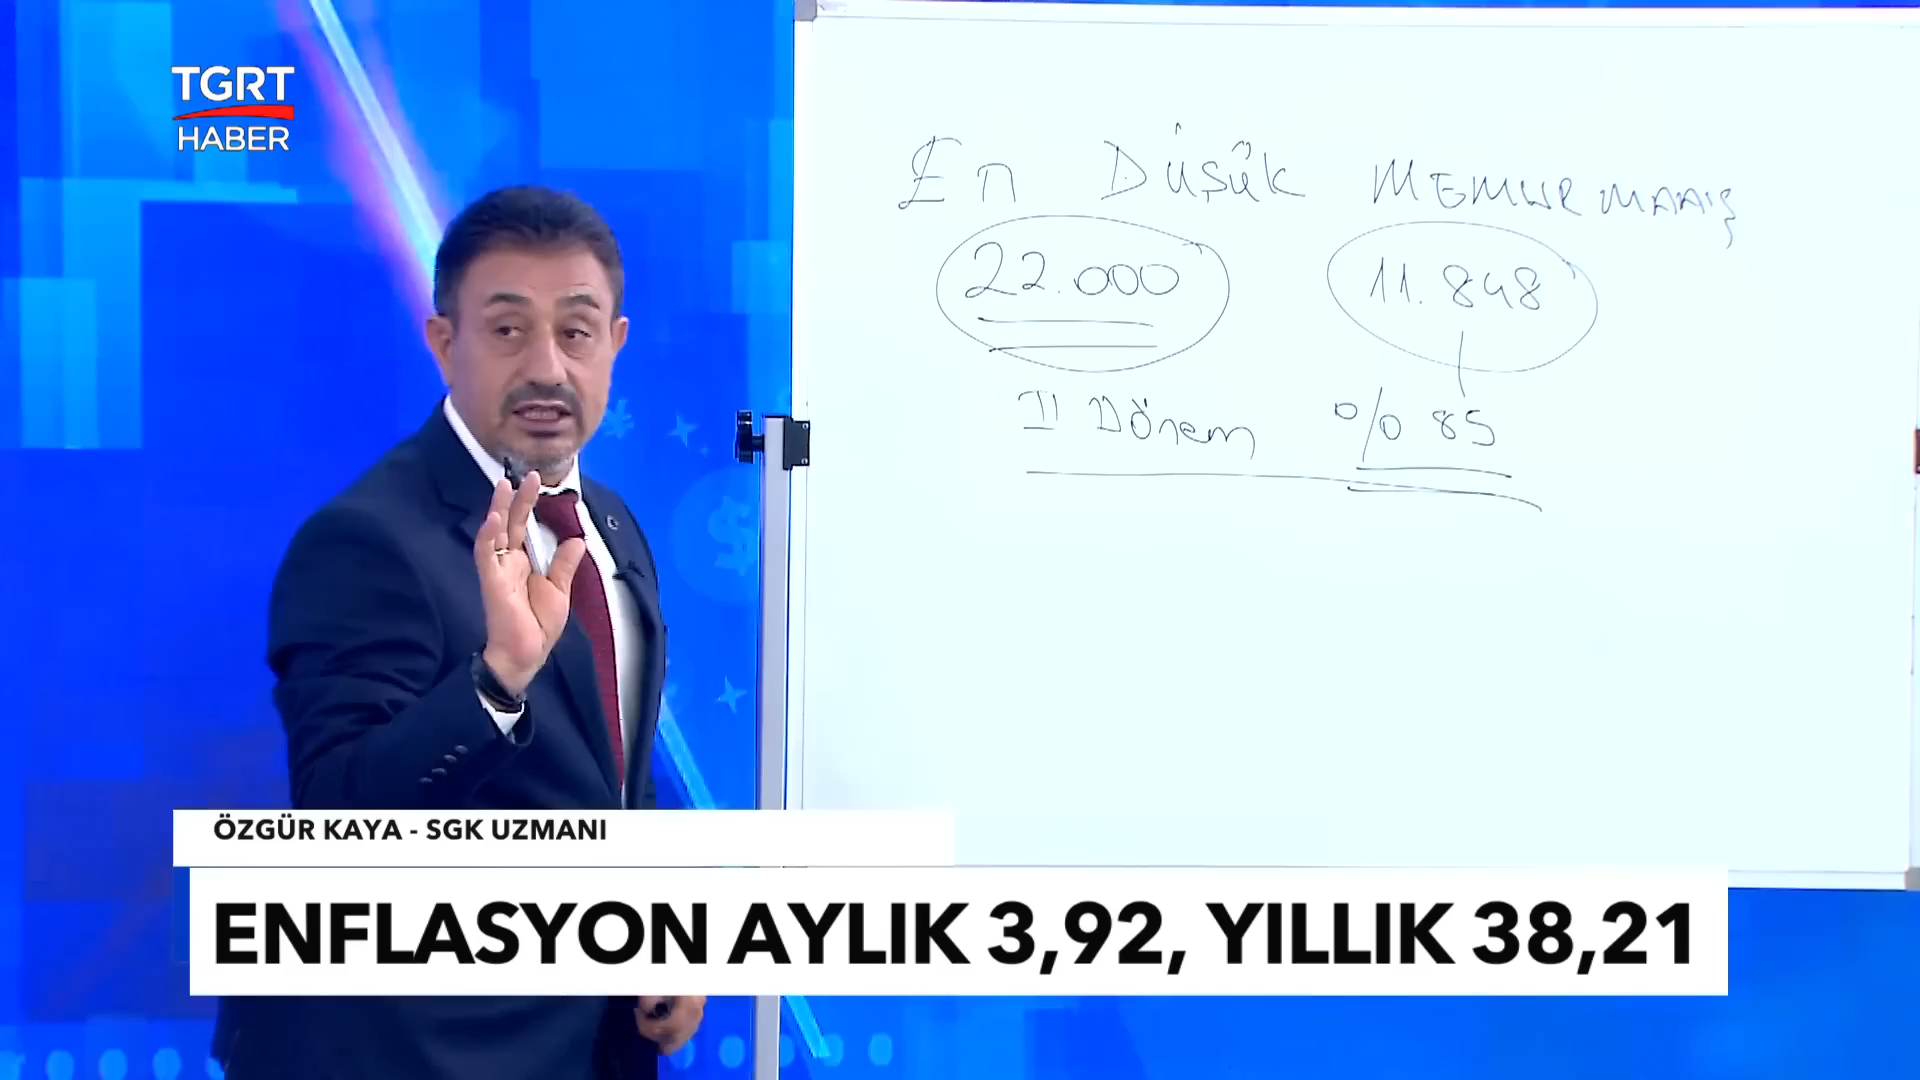 TGRT
HABER
En Düşük MEMUR MAAŞ
22.000 11.848
II Dönem % 85
ÖZGÜR KAYA - SGK UZMANI
ENFLASYON AYLIK 3,92, YILLIK 38,21